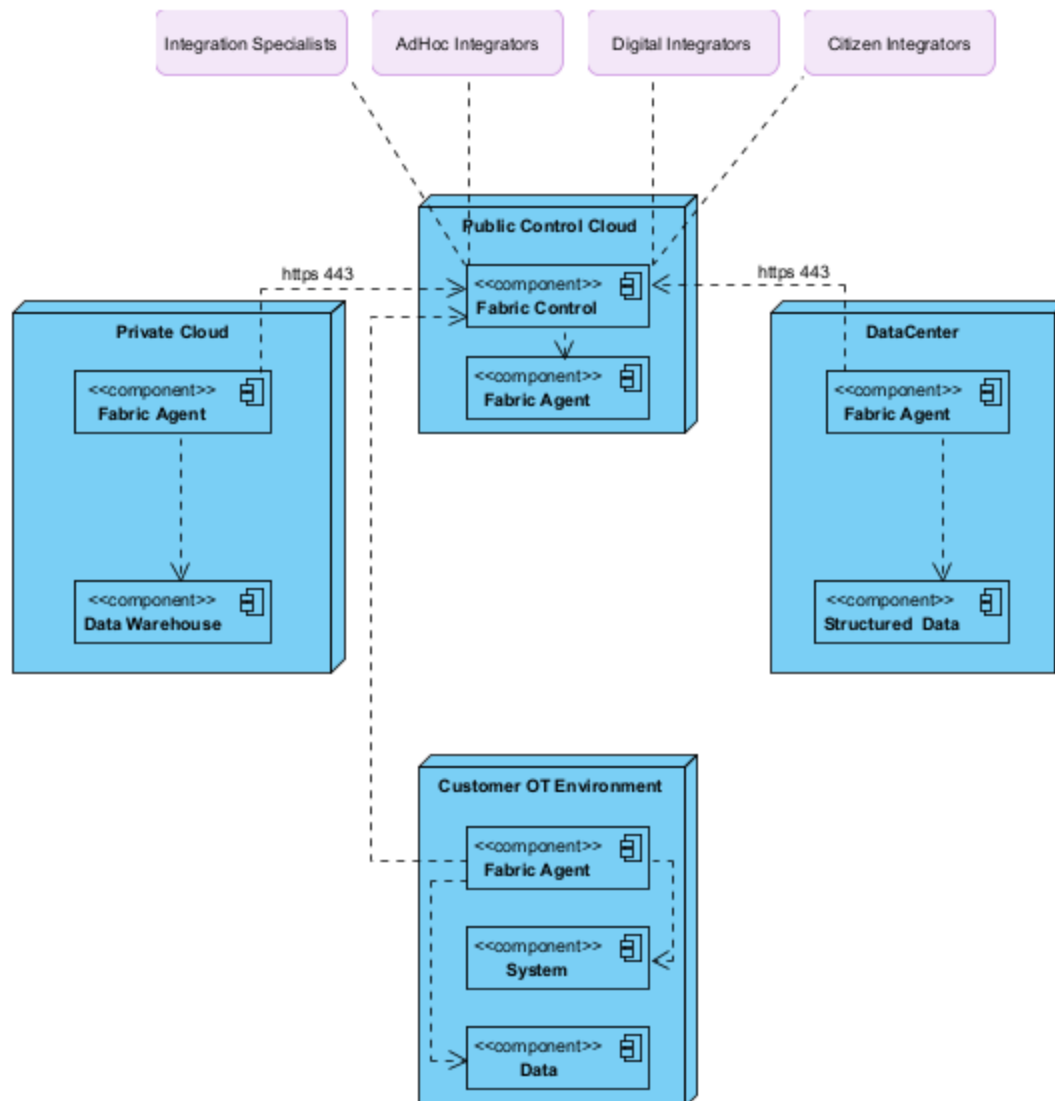 Integration Specialists
AdHoc Integrators
Digital Integrators
Citizen Integrators
Public Control Cloud
https 443
<<component>>
Fabric Control
https 443
Private Cloud
<<component>>
Fabric Agent
<<component>>
Fabric Agent
DataCenter
<<component>>
Fabric Agent
<<component>>
Data Warehouse
<<component>>
Structured Data
Customer OT Environment
<<component>>
Fabric Agent
<<component>>
System
<<component>>
Data